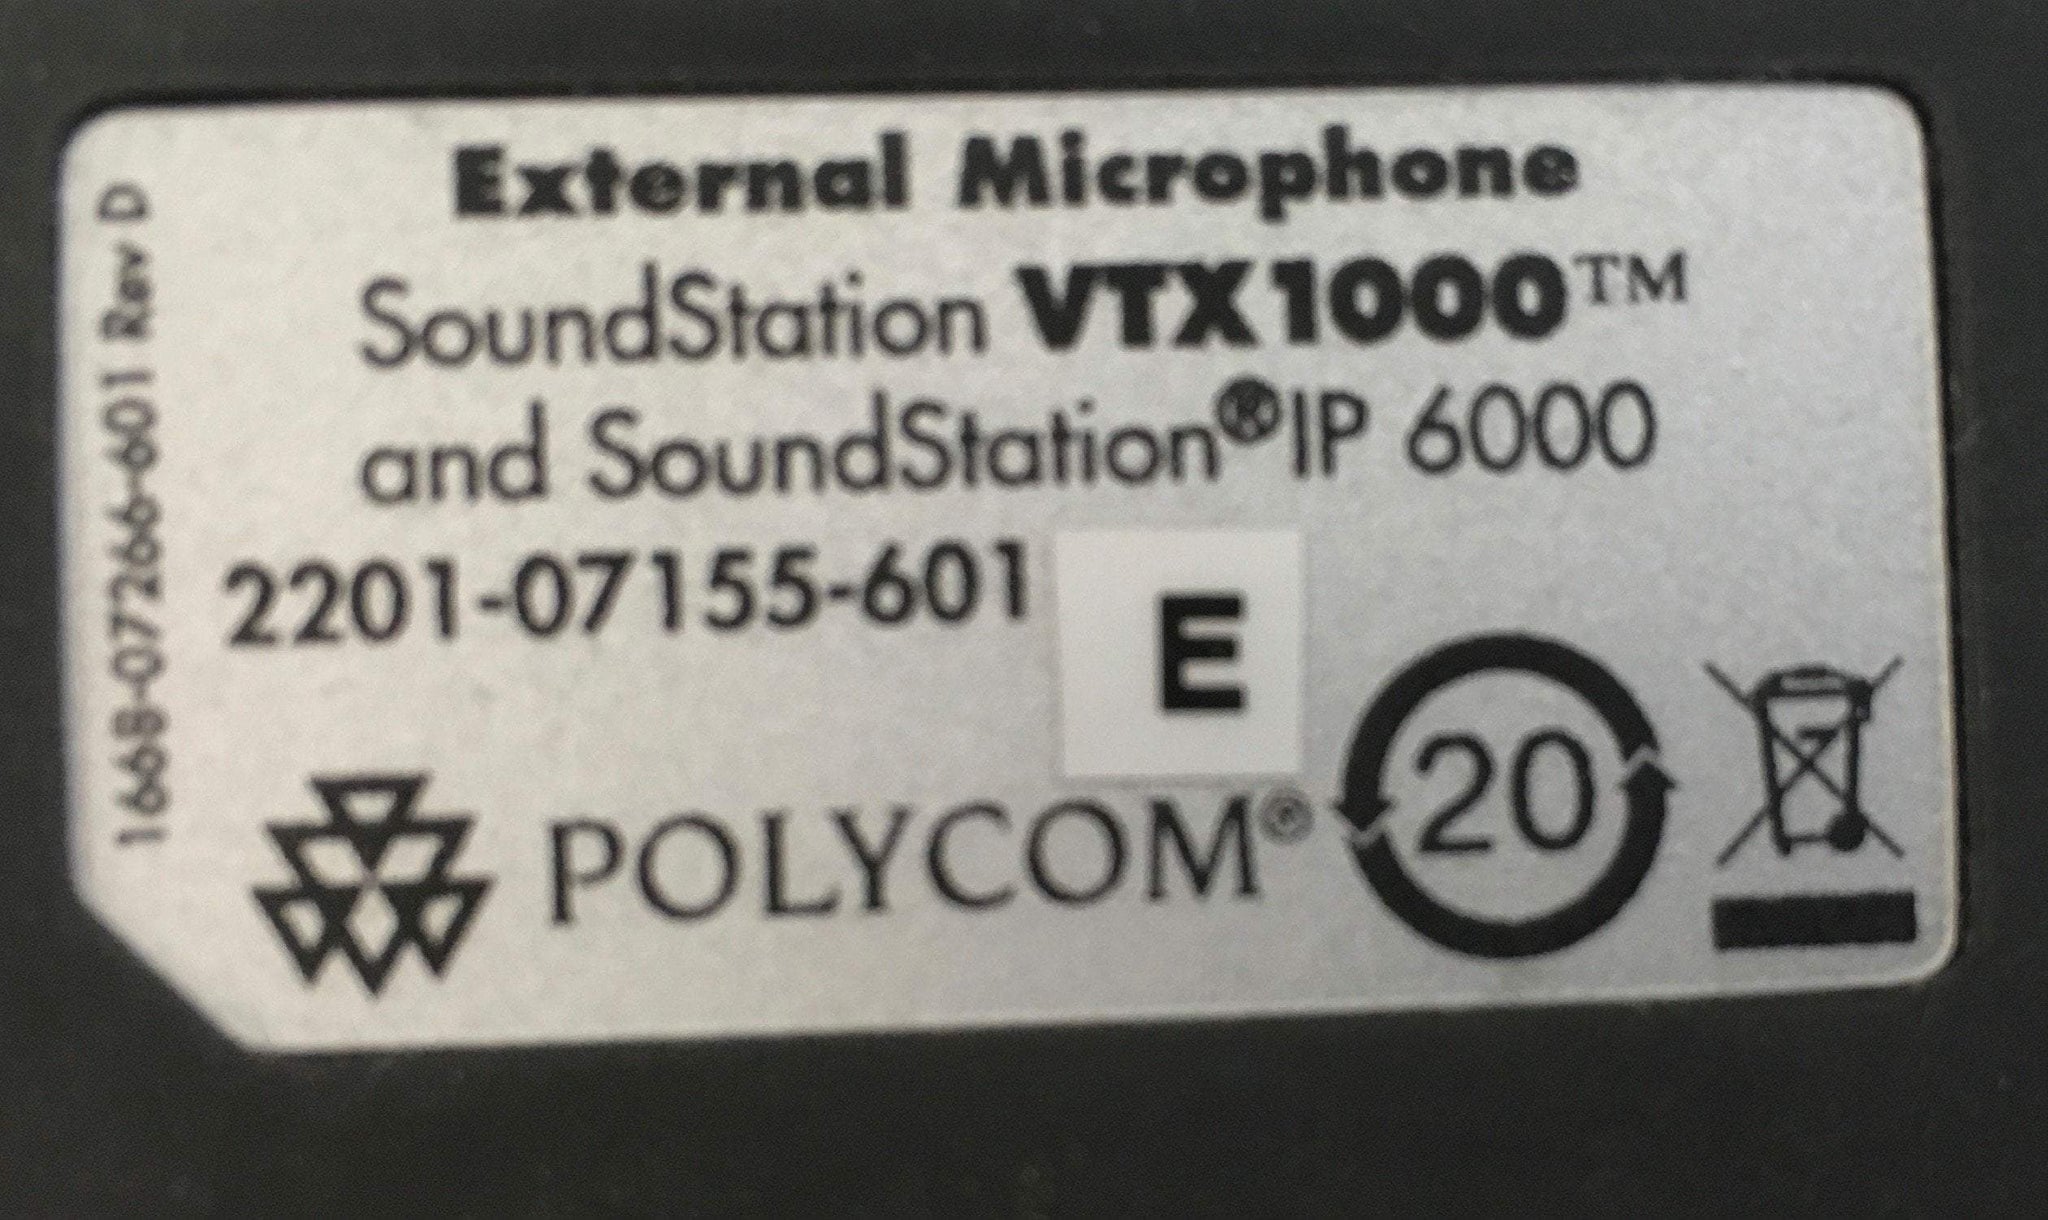 External Microphone
SoundStation VTX1000™
and SoundStation®IP 6000
2201-07155-601
E
POLYCOM®
20
1668-07266-601 Rev D